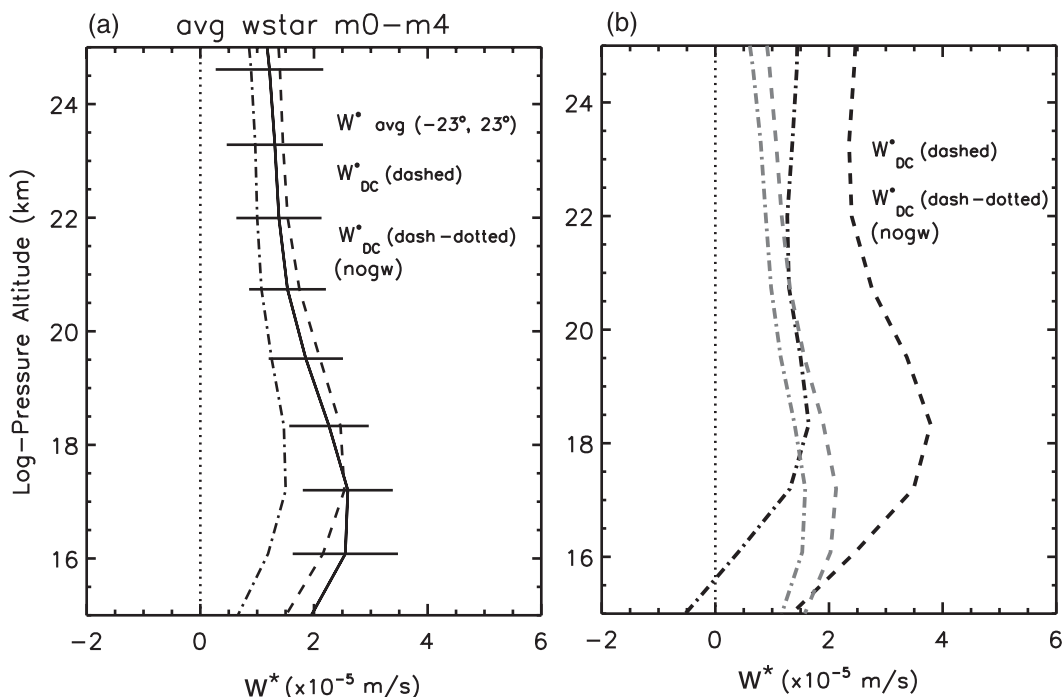 (a)
avg wstar m0-m4
W* avg (-23°, 23°)
W*DC (dashed)
W*DC (dash-dotted)
(nogw)
Log-Pressure Altitude (km)
24
22
20
18
16
-2 0 2 4 6
W* (x10-5 m/s)
(b)
W*DC (dashed)
W*DC (dash-dotted)
(nogw)
24
22
20
18
16
-2 0 2 4 6
W* (x10-5 m/s)